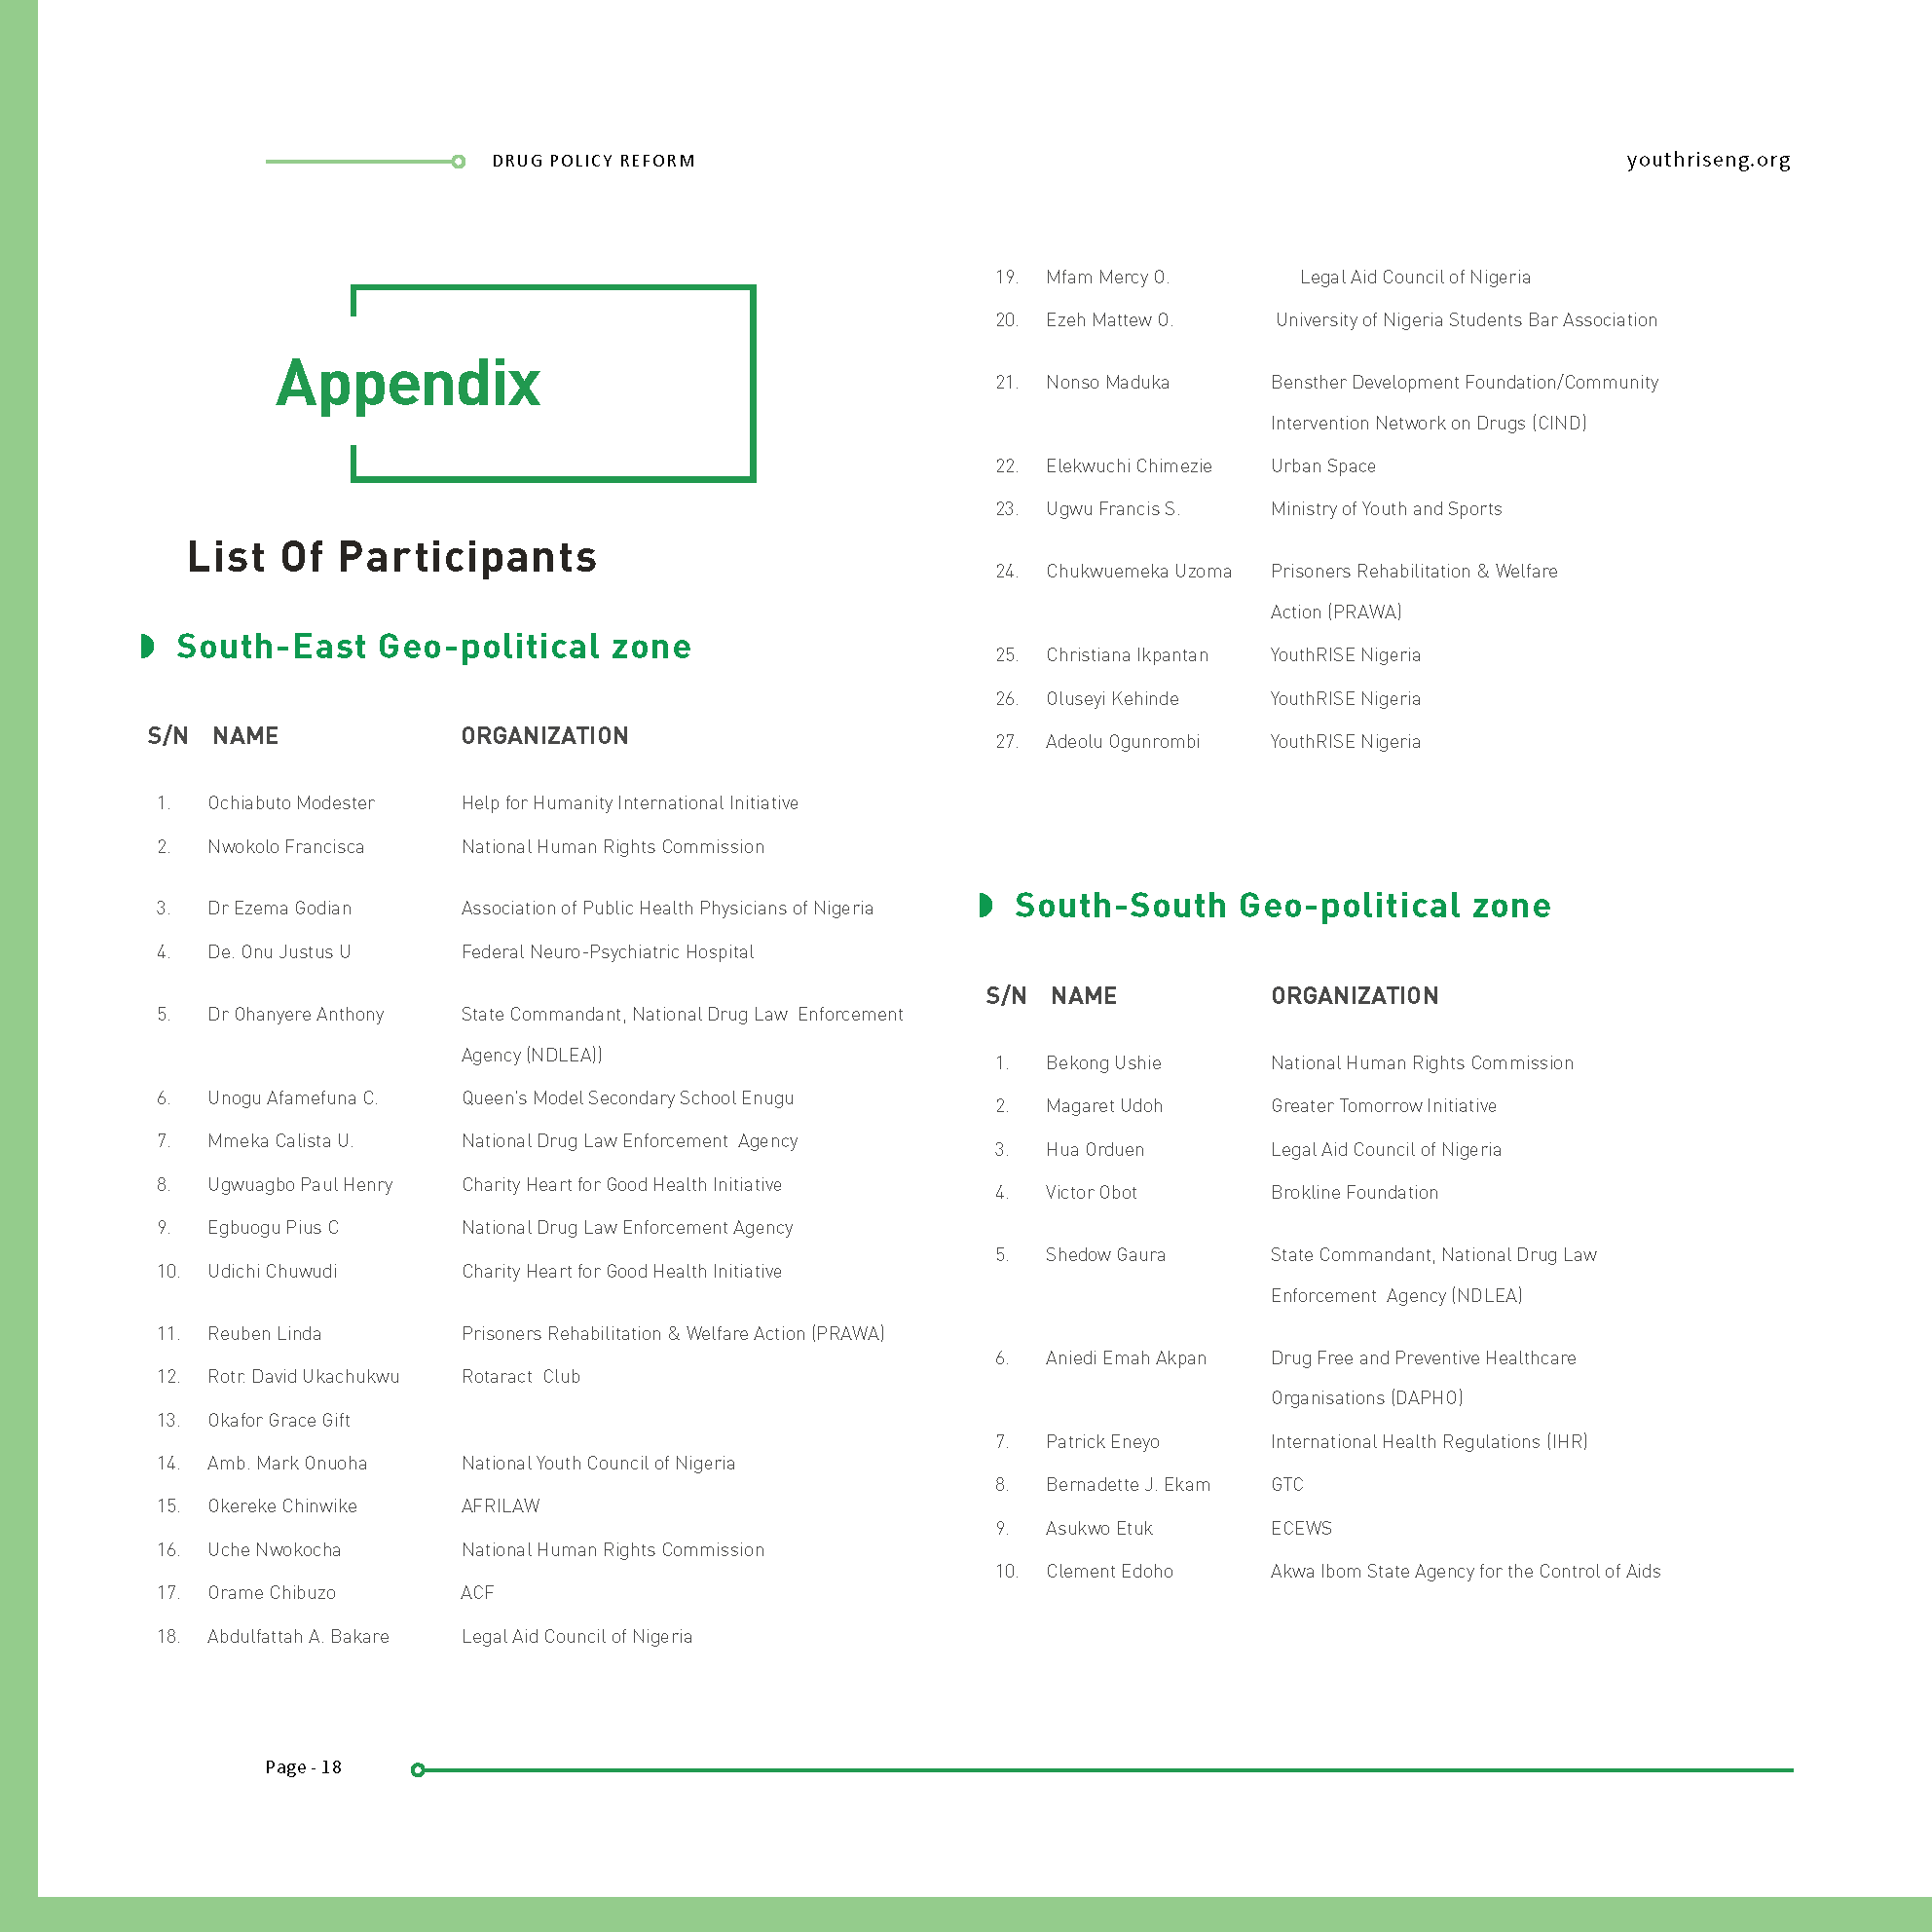 DRUG POLICY REFORM
youthriseng.org
Appendix
List Of Participants
South-East Geo-political zone
S/N NAME ORGANIZATION
1. Ochiabuto Modester Help for Humanity International Initiative
2. Nwokolo Francisca National Human Rights Commission
3. Dr Ezema Godian Association of Public Health Physicians of Nigeria
4. De. Onu Justus U Federal Neuro-Psychiatric Hospital
5. Dr Ohanyere Anthony State Commandant, National Drug Law Enforcement
Agency (NDLEA))
6. Unogu Afamefuna C. Queen's Model Secondary School Enugu
7. Mmeka Calista U. National Drug Law Enforcement Agency
8. Ugwuagbo Paul Henry Charity Heart for Good Health Initiative
9. Egbuogu Pius C National Drug Law Enforcement Agency
10. Udichi Chuwudi Charity Heart for Good Health Initiative
11. Reuben Linda Prisoners Rehabilitation & Welfare Action (PRAWA)
12. Rotr. David Ukachukwu Rotaract Club
13. Okafor Grace Gift
14. Amb. Mark Onuoha National Youth Council of Nigeria
15. Okereke Chinwike AFRILAW
16. Uche Nwokocha National Human Rights Commission
17. Orame Chibuzo ACF
18. Abdulfattah A. Bakare Legal Aid Council of Nigeria
19. Mfam Mercy O. Legal Aid Council of Nigeria
20. Ezeh Mattew O. University of Nigeria Students Bar Association
21. Nonso Maduka Bensther Development Foundation/Community
Intervention Network on Drugs (CIND)
22. Elekwuchi Chimezie Urban Space
23. Ugwu Francis S. Ministry of Youth and Sports
24. Chukwuemeka Uzoma Prisoners Rehabilitation & Welfare
Action (PRAWA)
25. Christiana Ikpantan YouthRISE Nigeria
26. Oluseyi Kehinde YouthRISE Nigeria
27. Adeolu Ogunrombi YouthRISE Nigeria
South-South Geo-political zone
S/N NAME ORGANIZATION
1. Bekong Ushie National Human Rights Commission
2. Magaret Udoh Greater Tomorrow Initiative
3. Hua Orduen Legal Aid Council of Nigeria
4. Victor Obot Brokline Foundation
5. Shedow Gaura State Commandant, National Drug Law
Enforcement Agency (NDLEA)
6. Aniedi Emah Akpan Drug Free and Preventive Healthcare
Organisations (DAPHO)
7. Patrick Eneyo International Health Regulations (IHR)
8. Bernadette J. Ekam GTC
9. Asukwo Etuk ECEWS
10. Clement Edoho Akwa Ibom State Agency for the Control of Aids
Page - 18